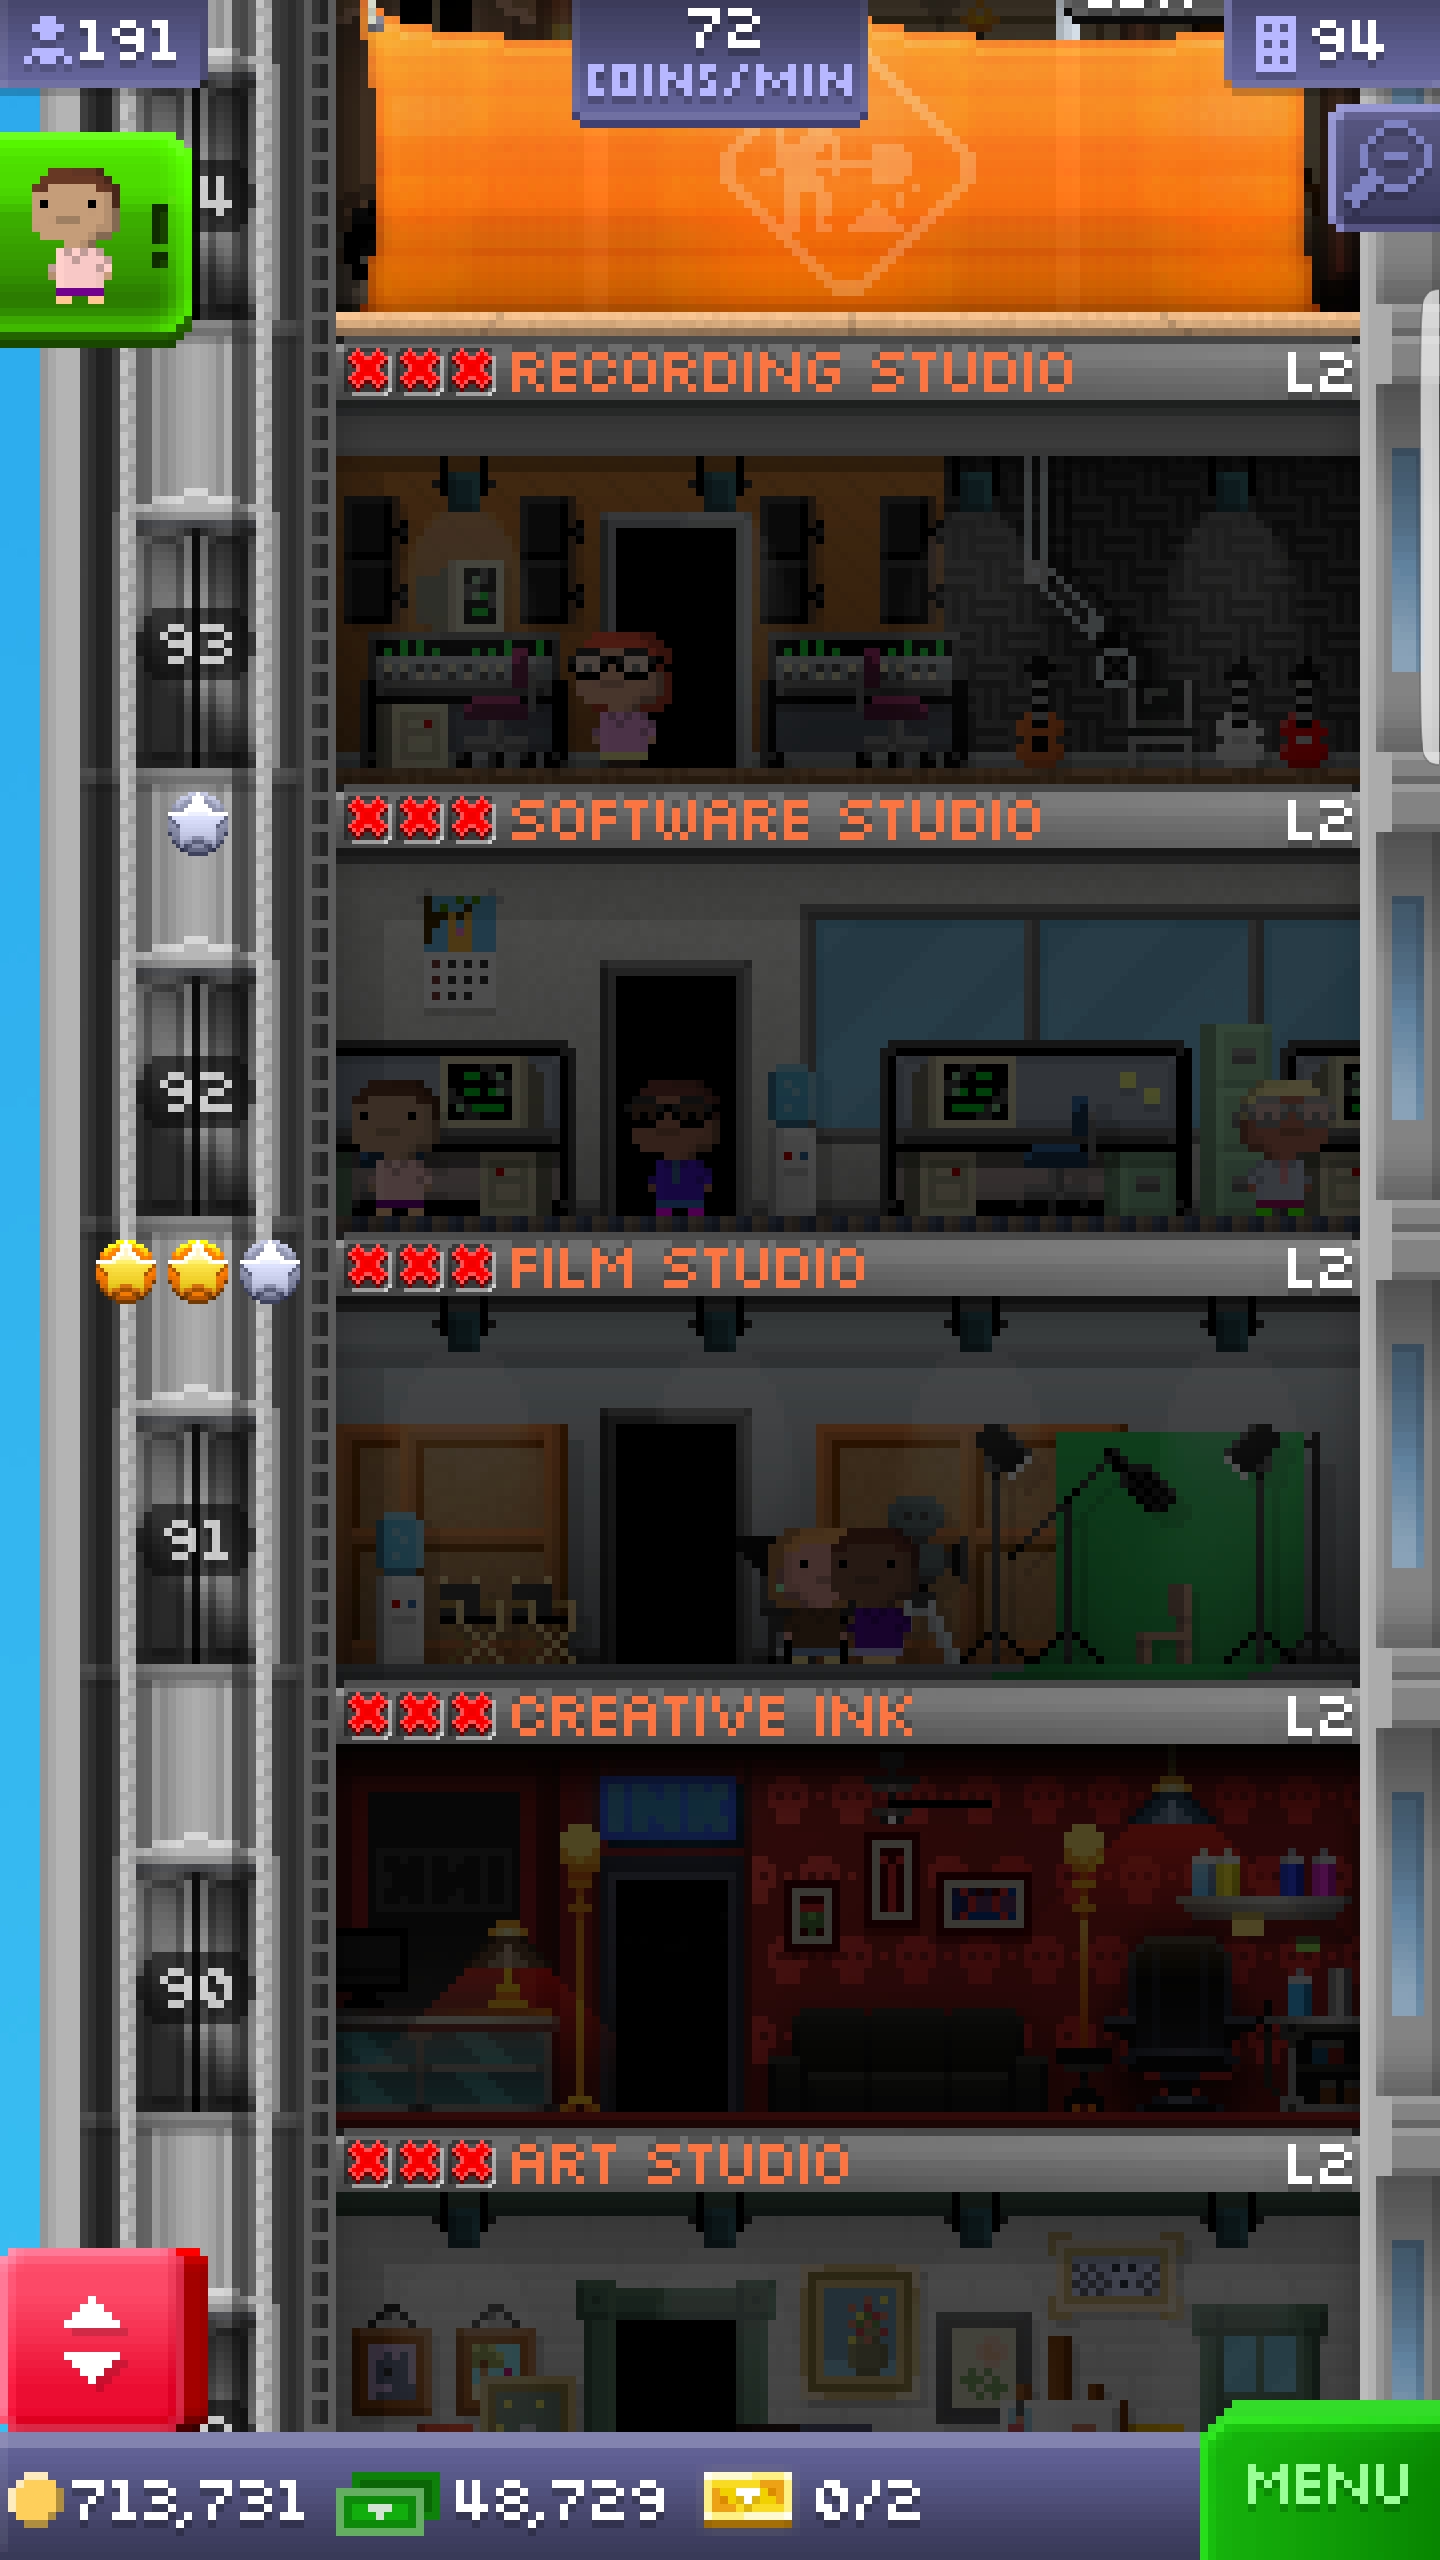 191
72
COINS/MIN
94
4
!
RECORDING STUDIO L2
93
SOFTWARE STUDIO L2
92
FILM STUDIO L2
91
CREATIVE INK L2
INK
90
ART STUDIO L2
713,731 48,729 0/2
MENU